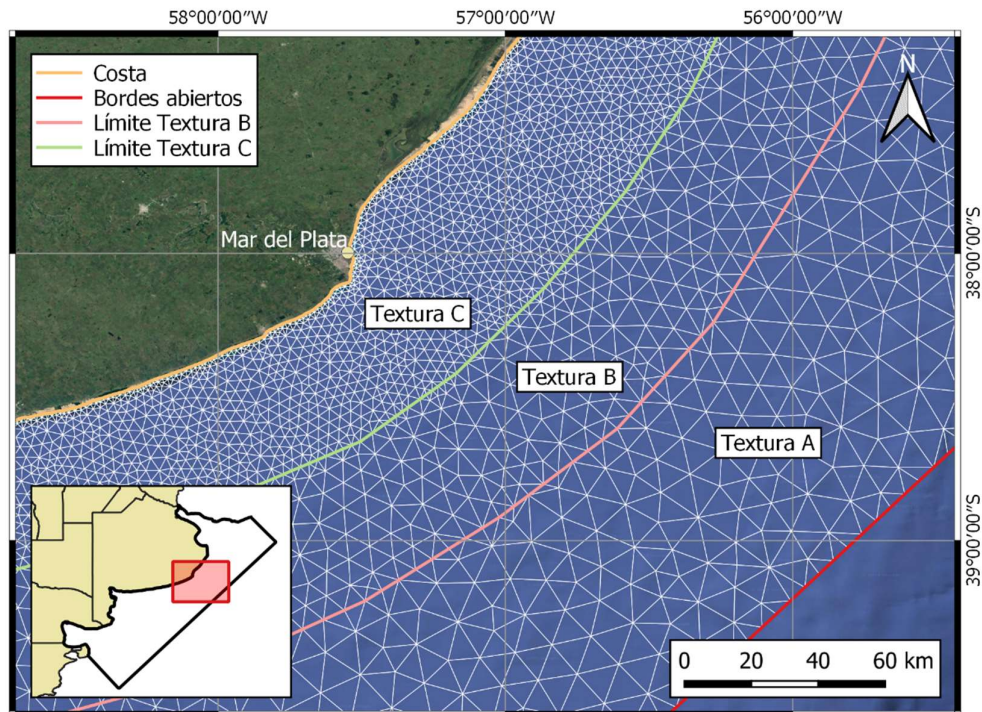 58°00'00"W 57°00'00"W 56°00'00"W
Costa
Bordes abiertos
Límite Textura B
Límite Textura C
N
38°00'00"S
Mar del Plata
Textura C
Textura B
Textura A
39°00'00"S
0 20 40 60 km